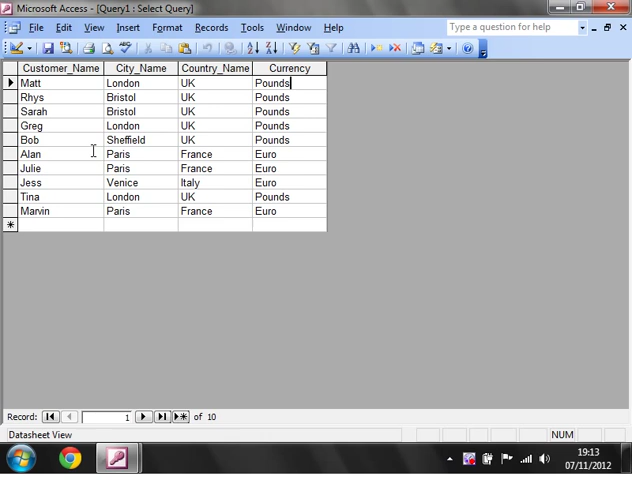 Microsoft Access - [Query1 : Select Query]
File Edit View Insert Format Records Tools Window Help Type a question for help
Customer_Name City_Name Country_Name Currency
Matt London UK Pounds
Rhys Bristol UK Pounds
Sarah Bristol UK Pounds
Greg London UK Pounds
Bob Sheffield UK Pounds
Alan Paris France Euro
Julie Paris France Euro
Jess Venice Italy Euro
Tina London UK Pounds
Marvin Paris France Euro
Record: 1 of 10
Datasheet View NUM
19:13
07/11/2012